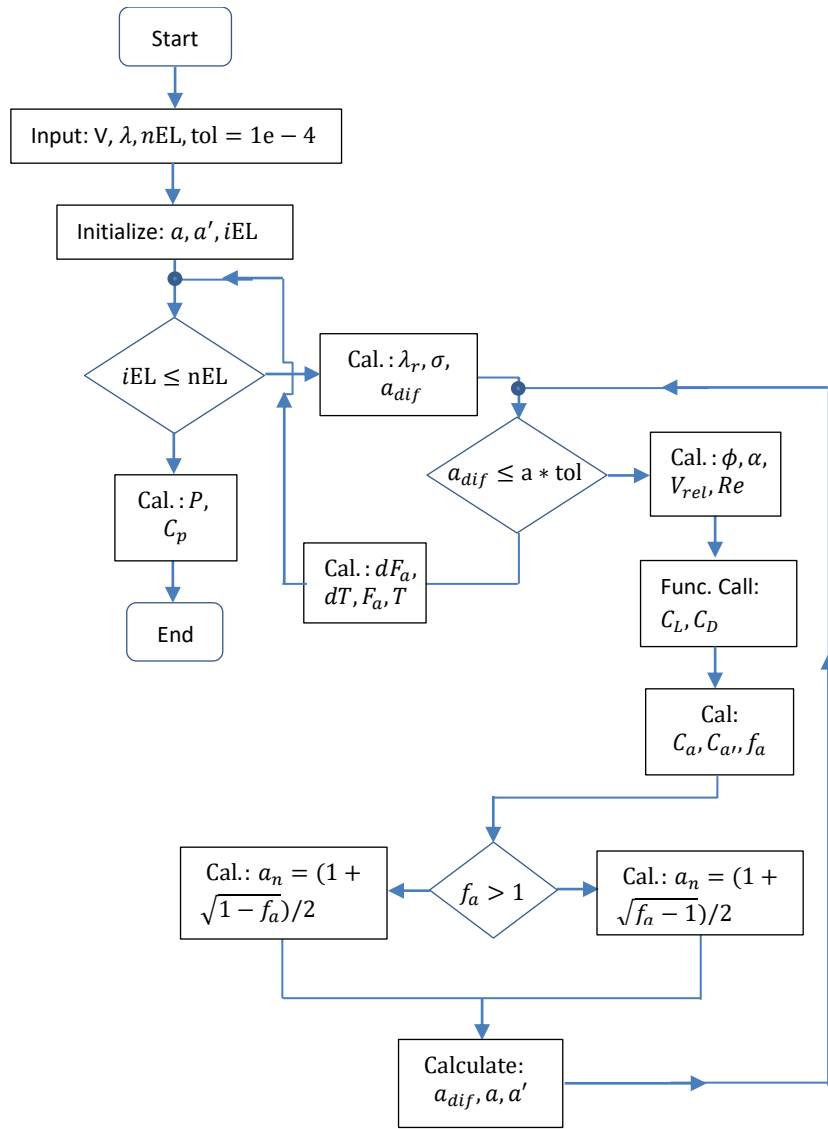 Start
Input: V, λ, nEL, tol = 1e − 4
Initialize: a, a′, iEL
iEL ≤ nEL
Cal.: λ_r, σ,
a_dif
a_dif ≤ a * tol
Cal.: ϕ, α,
V_rel, Re
Cal.: P,
C_p
Cal.: dF_a,
dT, F_a, T
Func. Call:
C_L, C_D
End
Cal:
C_a, C_a′, f_a
Cal.: a_n = (1 +
√(1 − f_a))/2
f_a > 1
Cal.: a_n = (1 +
√(f_a − 1))/2
Calculate:
a_dif, a, a′